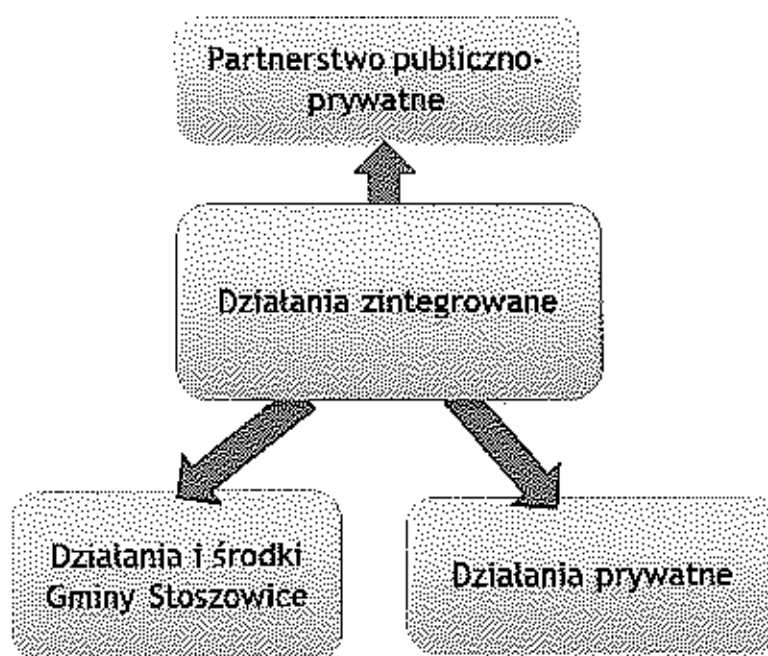 Partnerstwo publiczno-
prywatne
Działania zintegrowane
Działania i środki
Gminy Stoszowice
Działania prywatne